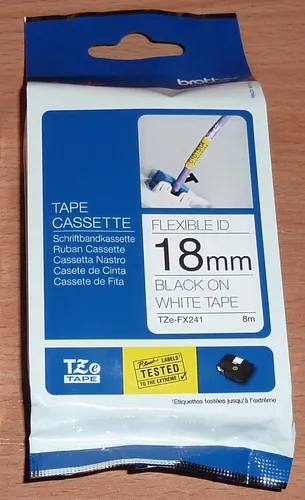 brother
TAPE
CASSETTE
Schriftbandkassette
Ruban Cassette
Cassetta Nastro
Casete de Cinta
Cassete de Fita
FLEXIBLE ID
18mm
BLACK ON
WHITE TAPE
TZe-FX241 8m
TZe
TAPE
P-touch LABELS*
TESTED
TO THE EXTREME
*Etiquettes testées jusqu'à l'extrême